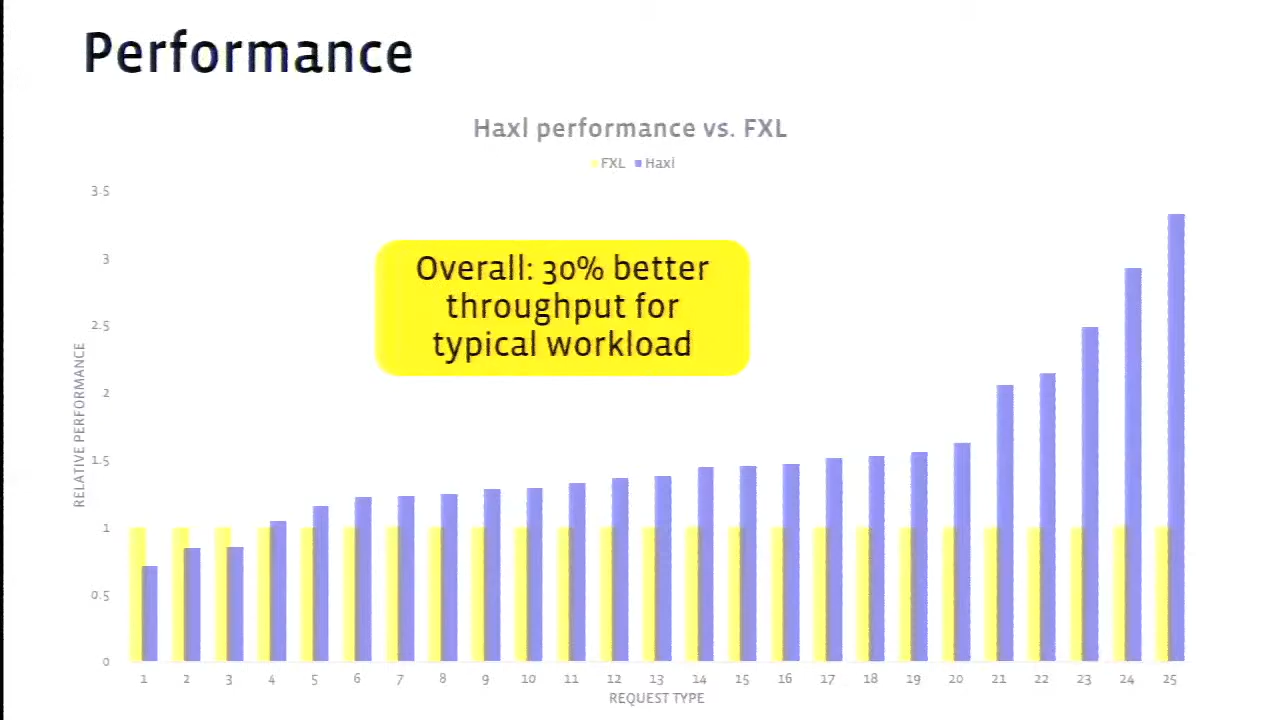 Performance
Haxl performance vs. FXL
FXL Haxl
3.5
3
2.5
2
1.5
1
0.5
0
RELATIVE PERFORMANCE
Overall: 30% better
throughput for
typical workload
1 2 3 4 5 6 7 8 9 10 11 12 13 14 15 16 17 18 19 20 21 22 23 24 25
REQUEST TYPE